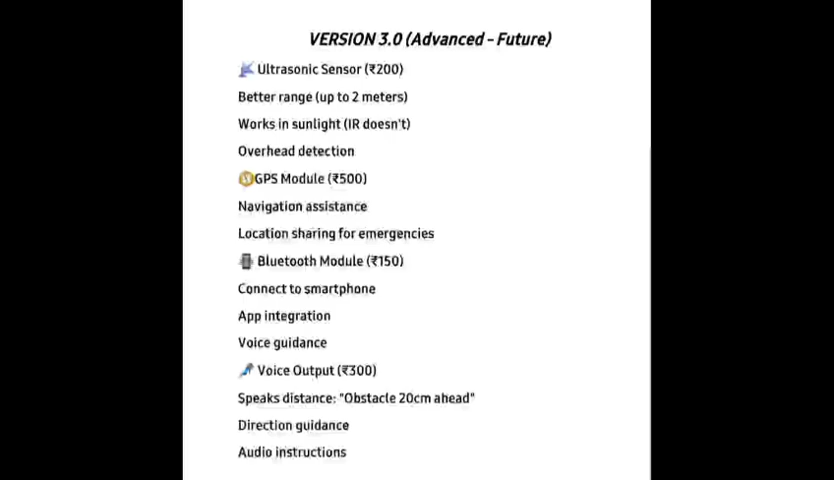 VERSION 3.0 (Advanced - Future)
Ultrasonic Sensor (₹200)
Better range (up to 2 meters)
Works in sunlight (IR doesn't)
Overhead detection
GPS Module (₹500)
Navigation assistance
Location sharing for emergencies
Bluetooth Module (₹150)
Connect to smartphone
App integration
Voice guidance
Voice Output (₹300)
Speaks distance: "Obstacle 20cm ahead"
Direction guidance
Audio instructions